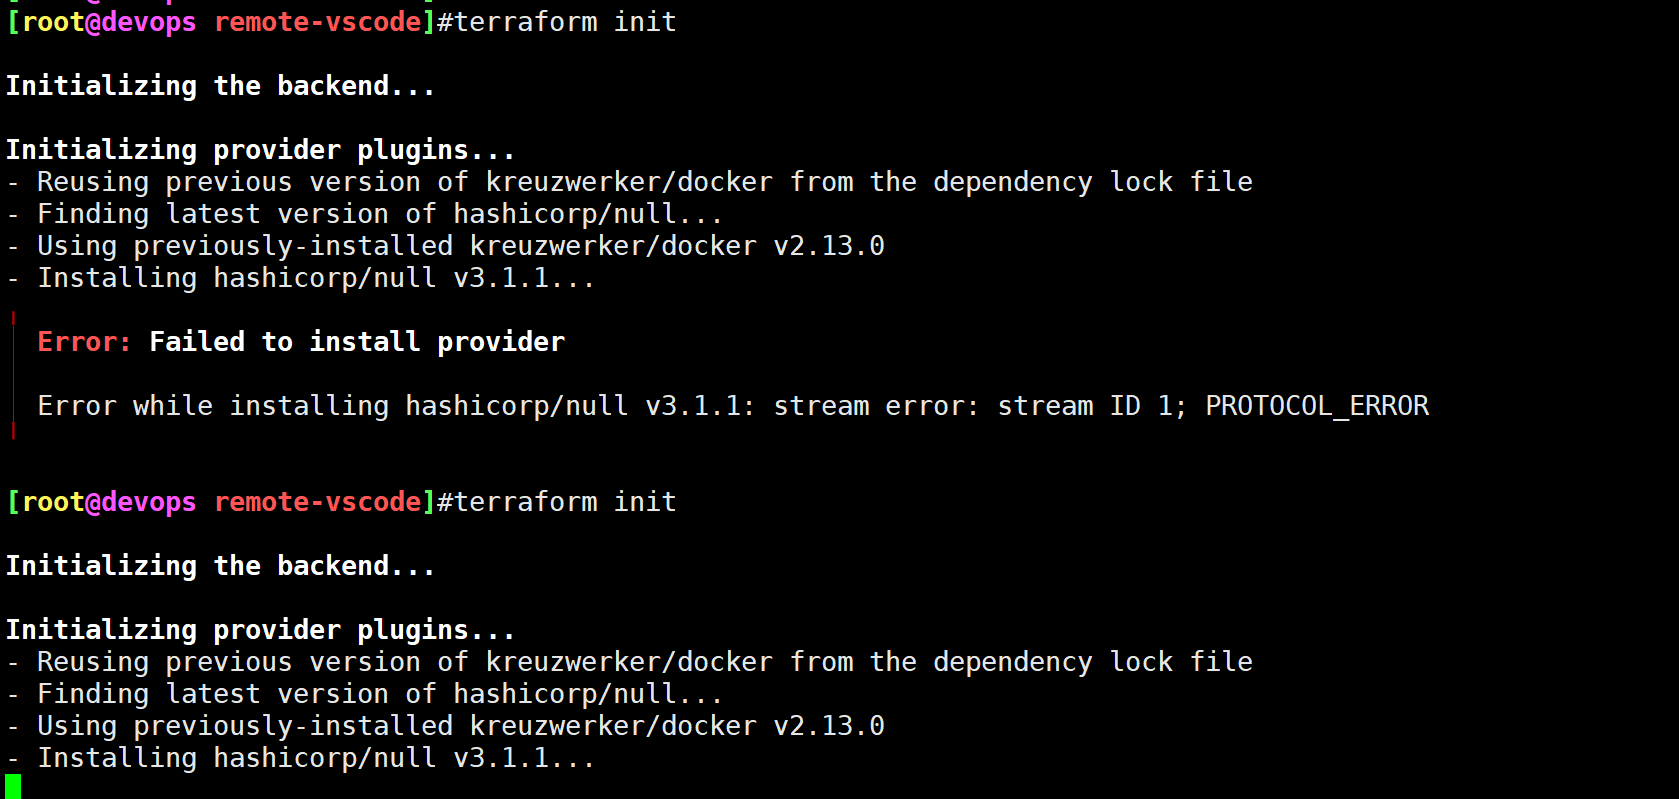 [root@devops remote-vscode]#terraform init
Initializing the backend...
Initializing provider plugins...
- Reusing previous version of kreuzwerker/docker from the dependency lock file
- Finding latest version of hashicorp/null...
- Using previously-installed kreuzwerker/docker v2.13.0
- Installing hashicorp/null v3.1.1...
Error: Failed to install provider
Error while installing hashicorp/null v3.1.1: stream error: stream ID 1; PROTOCOL_ERROR
[root@devops remote-vscode]#terraform init
Initializing the backend...
Initializing provider plugins...
- Reusing previous version of kreuzwerker/docker from the dependency lock file
- Finding latest version of hashicorp/null...
- Using previously-installed kreuzwerker/docker v2.13.0
- Installing hashicorp/null v3.1.1...